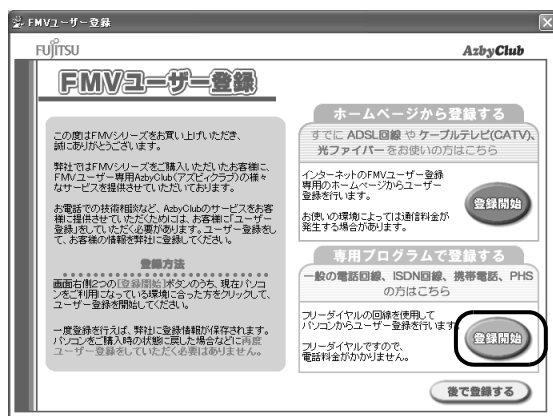 FMVユーザー登録
FUJITSU
AzbyClub
FMVユーザー登録
この度はFMVシリーズをお買い上げいただき、
誠にありがとうございます。
弊社ではFMVシリーズをご購入いただいたお客様に、
FMVユーザー専用AzbyClub(アズビィクラブ)の様々
なサービスを提供させていただいております。
お電話での技術相談など、AzbyClubのサービスをお客
様に提供させていただくためには、お客様に「ユーザー
登録」をしていただく必要があります。ユーザー登録をし
て、お客様の情報を弊社に登録してください。
登録方法
画面右側2つの[登録開始]ボタンのうち、現在パソコ
ンをご利用になっている環境に合った方をクリックして、
ユーザー登録を開始してください。
一度登録を行えば、弊社に登録情報が保存されます。
パソコンをご購入時の状態に戻した場合などに再度
ユーザー登録をしていただく必要はありません。
ホームページから登録する
すでに ADSL回線 や ケーブルテレビ(CATV)、
光ファイバー をお使いの方はこちら
インターネットのFMVユーザー登録
専用のホームページからユーザー
登録を行います。
お使いの環境によっては通信料金が
発生する場合があります。
登録開始
専用プログラムで登録する
一般の電話回線、ISDN回線、携帯電話、PHS
の方はこちら
フリーダイヤルの回線を使用して
パソコンからユーザー登録を行います。
フリーダイヤルですので、
電話料金がかかりません。
登録開始
後で登録する